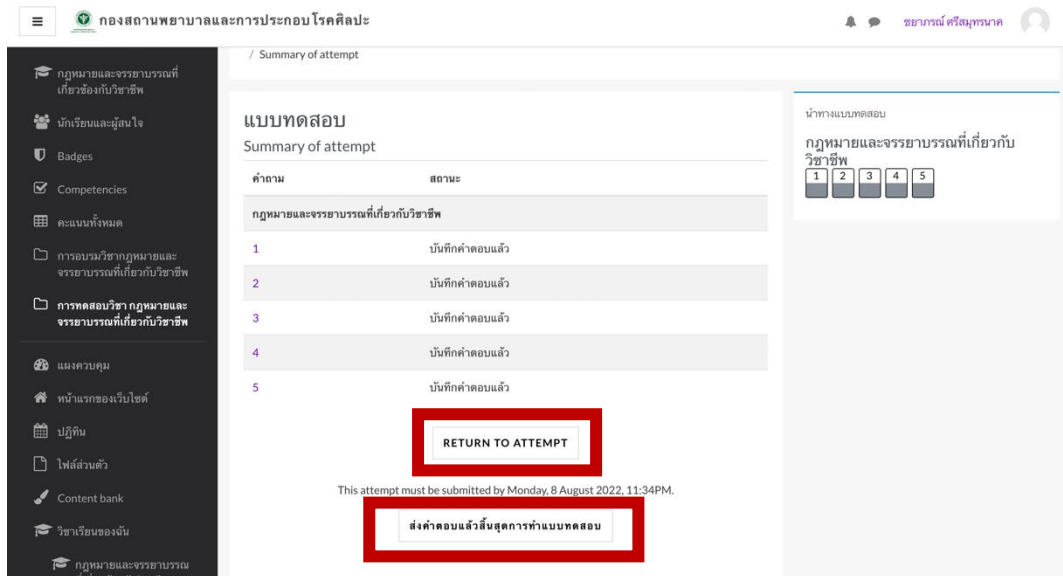 กองสถานพยาบาลและการประกอบโรคศิลปะ
ชยาภรณ์ ศรีสมุทรนาค
กฎหมายและจรรยาบรรณที่
เกี่ยวข้องกับวิชาชีพ
นักเรียนและผู้สนใจ
Badges
Competencies
คะแนนทั้งหมด
การอบรมวิชากฎหมายและ
จรรยาบรรณที่เกี่ยวกับวิชาชีพ
การทดสอบวิชา กฎหมายและ
จรรยาบรรณที่เกี่ยวกับวิชาชีพ
แผงควบคุม
หน้าแรกของเว็บไซต์
ปฏิทิน
ไฟล์ส่วนตัว
Content bank
วิชาเรียนของฉัน
กฎหมายและจรรยาบรรณ
/ Summary of attempt
แบบทดสอบ
Summary of attempt
คำถาม สถานะ
กฎหมายและจรรยาบรรณที่เกี่ยวกับวิชาชีพ
1 บันทึกคำตอบแล้ว
2 บันทึกคำตอบแล้ว
3 บันทึกคำตอบแล้ว
4 บันทึกคำตอบแล้ว
5 บันทึกคำตอบแล้ว
RETURN TO ATTEMPT
This attempt must be submitted by Monday, 8 August 2022, 11:34PM.
ส่งคำตอบแล้วสิ้นสุดการทำแบบทดสอบ
นำทางแบบทดสอบ
กฎหมายและจรรยาบรรณที่เกี่ยวกับ
วิชาชีพ
1 2 3 4 5